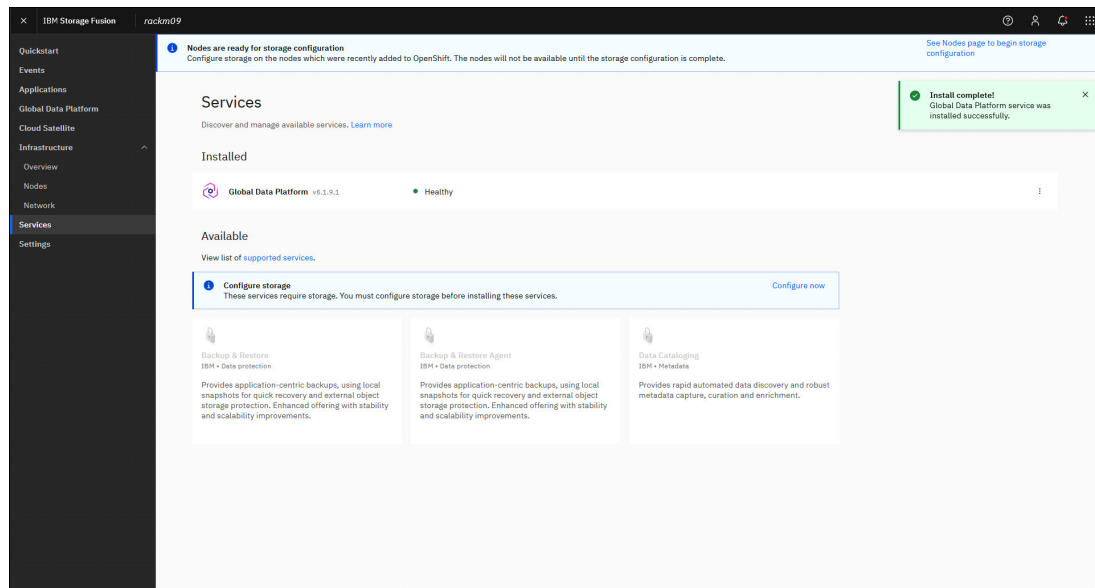 IBM Storage Fusion
rackm09
Quickstart
Events
Applications
Global Data Platform
Cloud Satellite
Infrastructure
Overview
Nodes
Network
Services
Settings
Nodes are ready for storage configuration
Configure storage on the nodes which were recently added to OpenShift. The nodes will not be available until the storage configuration is complete.
See Nodes page to begin storage
configuration
Install complete!
Global Data Platform service was
installed successfully.
Services
Discover and manage available services. Learn more
Installed
Global Data Platform v5.1.9.1
Healthy
Available
View list of supported services.
Configure storage
These services require storage. You must configure storage before installing these services.
Configure now
Backup & Restore
IBM • Data protection
Provides application-centric backups, using local
snapshots for quick recovery and external object
storage protection. Enhanced offering with stability
and scalability improvements.
Backup & Restore Agent
IBM • Data protection
Provides application-centric backups, using local
snapshots for quick recovery and external object
storage protection. Enhanced offering with stability
and scalability improvements.
Data Cataloging
IBM • Metadata
Provides rapid automated data discovery and robust
metadata capture, curation and enrichment.